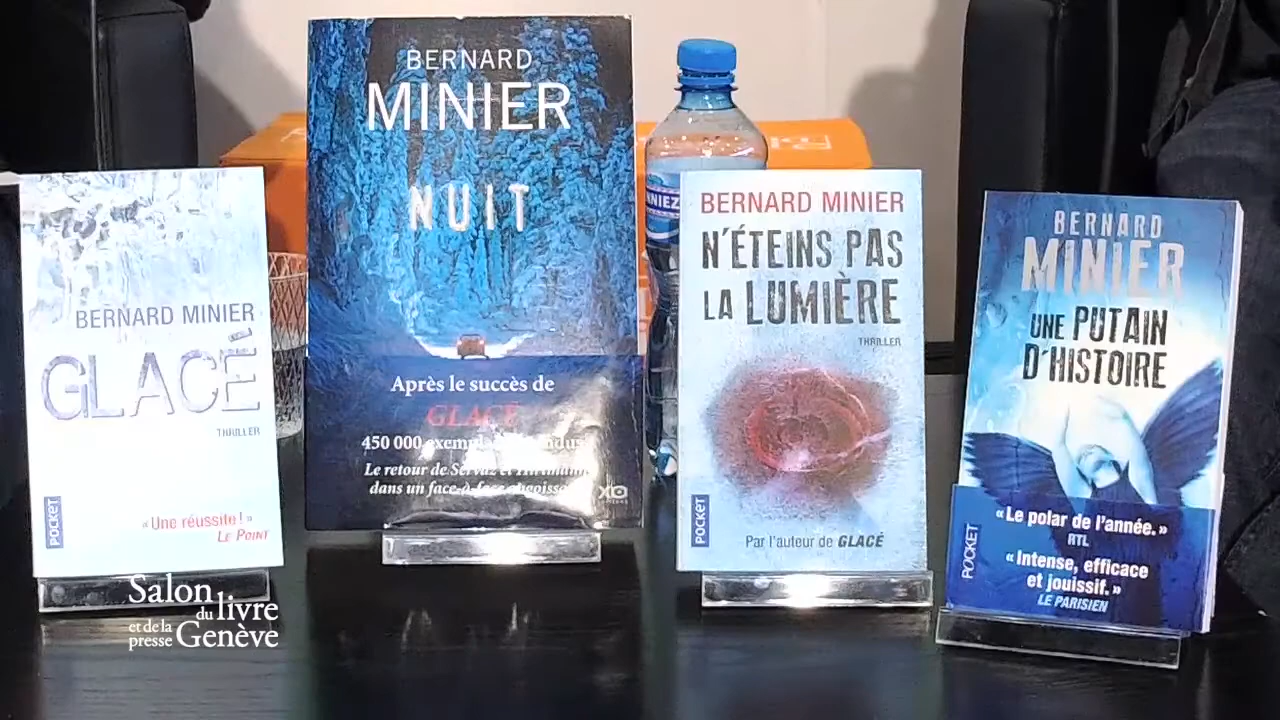 BERNARD MINIER
GLACÉ
THRILLER
« Une réussite ! »
LE POINT
POCKET
BERNARD
MINIER
NUIT
Après le succès de
GLACÉ
450 000
Le retour de Servaz et
dans un face-à-face
XO
BERNARD MINIER
N'ÉTEINS PAS
LA LUMIÈRE
THRILLER
POCKET
Par l'auteur de GLACÉ
BERNARD
MINIER
UNE PUTAIN
D'HISTOIRE
« Le polar de l'année. »
RTL
« Intense, efficace
et jouissif. »
LE PARISIEN
POCKET
NNIEZ
Salon
du livre
et de la
presse Genève